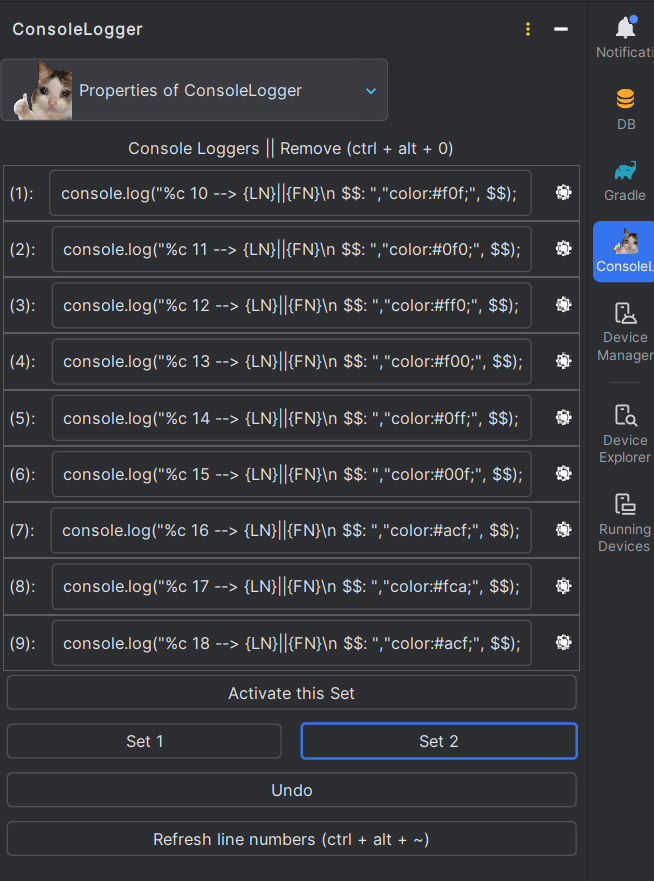 ConsoleLogger
Properties of ConsoleLogger
Console Loggers || Remove (ctrl + alt + 0)
(1): console.log("%c 10 --> {LN}||{FN}\n $$: ","color:#f0f;", $$);
(2): console.log("%c 11 --> {LN}||{FN}\n $$: ","color:#0f0;", $$);
(3): console.log("%c 12 --> {LN}||{FN}\n $$: ","color:#ff0;", $$);
(4): console.log("%c 13 --> {LN}||{FN}\n $$: ","color:#f00;", $$);
(5): console.log("%c 14 --> {LN}||{FN}\n $$: ","color:#0ff;", $$);
(6): console.log("%c 15 --> {LN}||{FN}\n $$: ","color:#00f;", $$);
(7): console.log("%c 16 --> {LN}||{FN}\n $$: ","color:#acf;", $$);
(8): console.log("%c 17 --> {LN}||{FN}\n $$: ","color:#fca;", $$);
(9): console.log("%c 18 --> {LN}||{FN}\n $$: ","color:#acf;", $$);
Activate this Set
Set 1
Set 2
Undo
Refresh line numbers (ctrl + alt + ~)
Notificati
DB
Gradle
ConsoleL
Device
Manager
Device
Explorer
Running
Devices